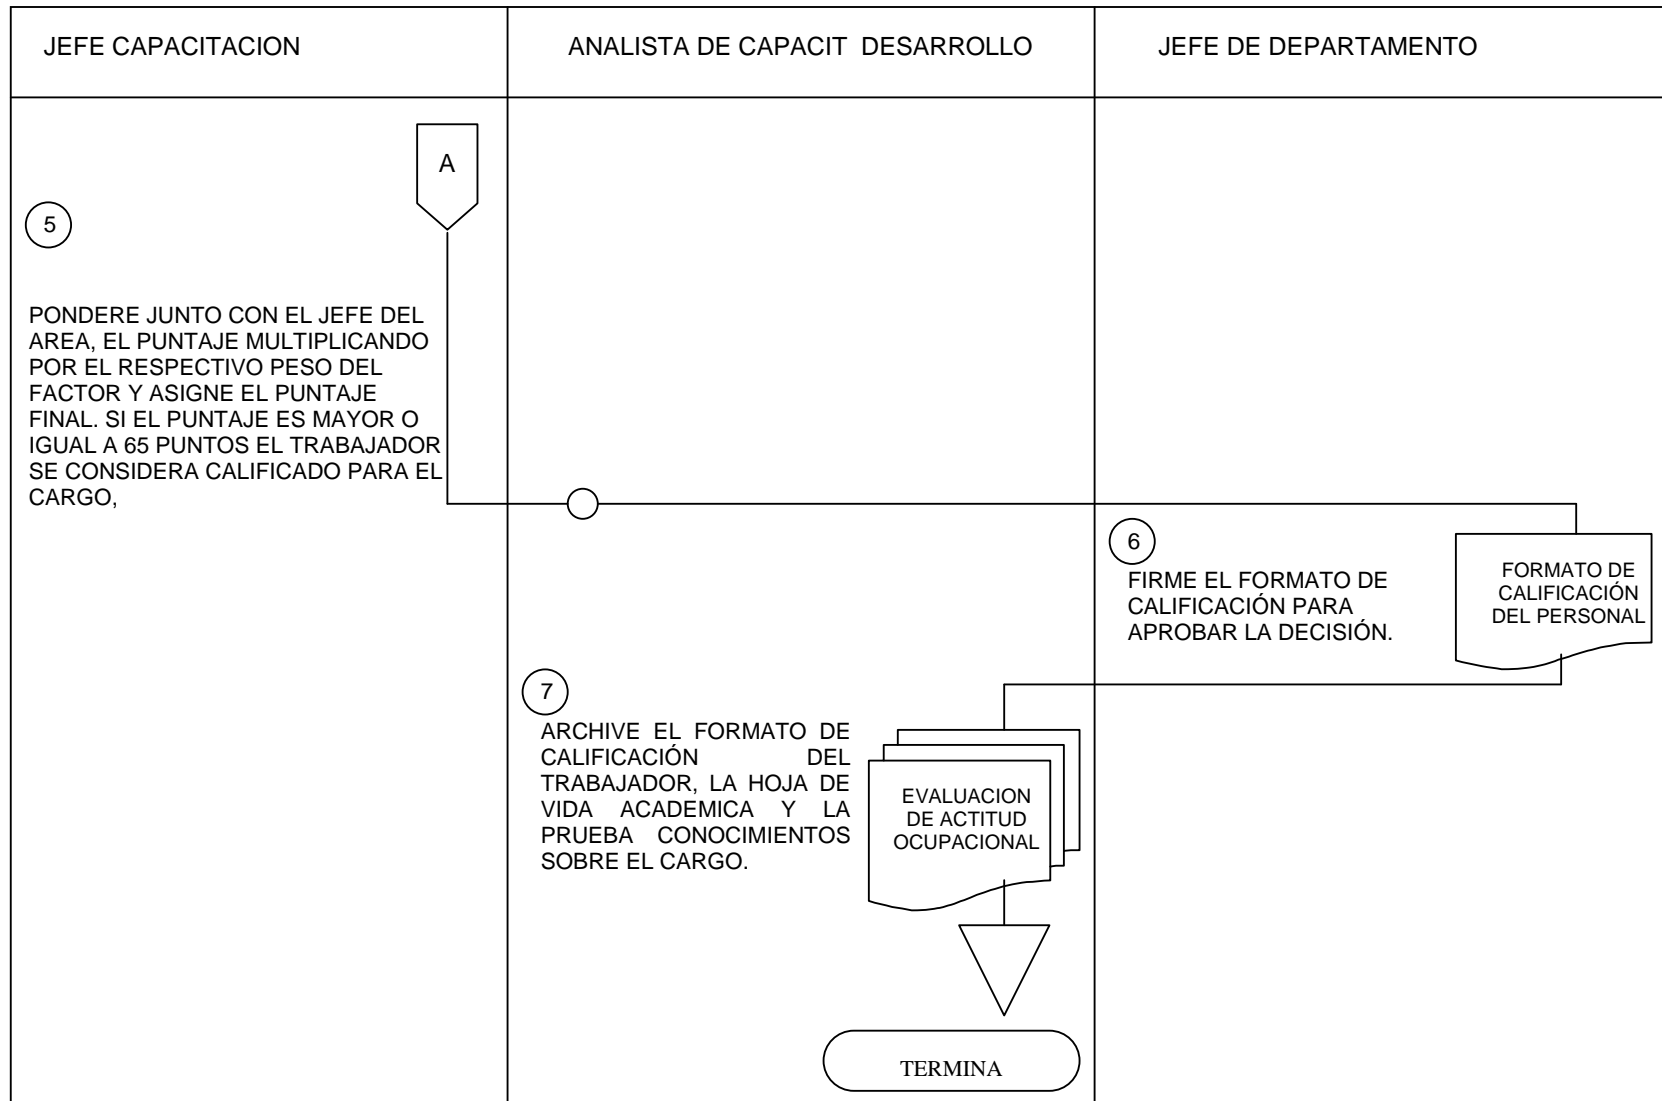 JEFE CAPACITACION
ANALISTA DE CAPACIT  DESARROLLO
JEFE DE DEPARTAMENTO
A
5
PONDERE JUNTO CON EL JEFE DEL
AREA, EL PUNTAJE MULTIPLICANDO
POR EL RESPECTIVO PESO DEL
FACTOR Y ASIGNE EL PUNTAJE
FINAL. SI EL PUNTAJE ES MAYOR O
IGUAL A 65 PUNTOS EL TRABAJADOR
SE CONSIDERA CALIFICADO PARA EL
CARGO,
6
FIRME EL FORMATO DE
CALIFICACIÓN PARA
APROBAR LA DECISIÓN.
FORMATO DE
CALIFICACIÓN
DEL PERSONAL
7
ARCHIVE EL FORMATO DE
CALIFICACIÓN DEL
TRABAJADOR, LA HOJA DE
VIDA ACADEMICA Y LA
PRUEBA CONOCIMIENTOS
SOBRE EL CARGO.
EVALUACION
DE ACTITUD
OCUPACIONAL
TERMINA